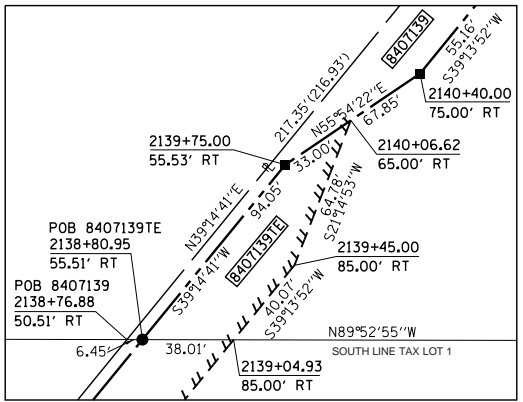 8407139
55.16'
S39°13'52"W
217.35'(216.93')
N55°54'22"E
67.85'
2140+40.00
75.00' RT
2139+75.00
55.53' RT
PL
33.00'
2140+06.62
65.00' RT
N39°14'41"E
94.05'
S39°14'41"W
8407139TE
64.78'
S21°14'53"W
POB 8407139TE
2138+80.95
55.51' RT
2139+45.00
85.00' RT
POB 8407139
2138+76.88
50.51' RT
40.07'
S39°13'52"W
N89°52'55"W
6.45'
38.01'
SOUTH LINE TAX LOT 1
2139+04.93
85.00' RT